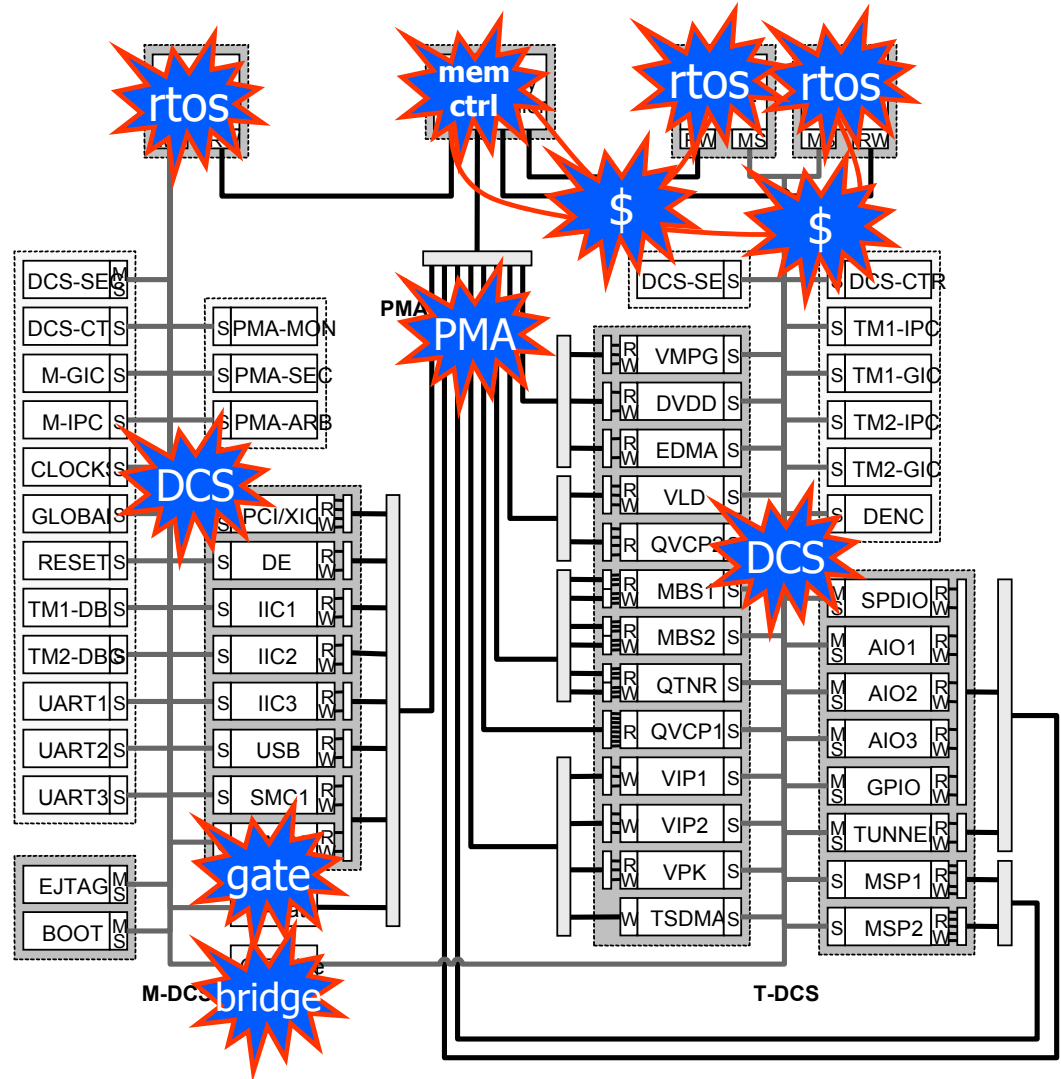 rtos
mem
ctrl
rtos
rtos
RW MS
MS RW
$
$
DCS-SEC M S
DCS-CT S
M-GIC S
M-IPC S
CLOCKS S
GLOBAL S
RESET S
TM1-DB S
TM2-DBG S
UART1 S
UART2 S
UART3 S
EJTAG M S
BOOT M S
S PMA-MON
S PMA-SEC
S PMA-ARB
DCS
S PCI/XIO R W
S DE R W
S IIC1 R W
S IIC2 R W
S IIC3 R W
S USB R W
S SMC1 R W
R W
gate
bridge
M-DCS
PMA
PMA
DCS-SE S
R W VMPG S
R W DVDD S
R W EDMA S
R W VLD S
R QVCP2 S
R W MBS1 S
R W MBS2 S
R W QTNR S
R QVCP1 S
W VIP1 S
W VIP2 S
R W VPK S
W TSDMA S
DCS
S DCS-CTR
S TM1-IPC
S TM1-GIC
S TM2-IPC
S TM2-GIC
S DENC
M S SPDIO R W
M S AIO1
M S AIO2
M S AIO3
M S GPIO
M S TUNNE R W
S MSP1 R W
S MSP2 R W
T-DCS